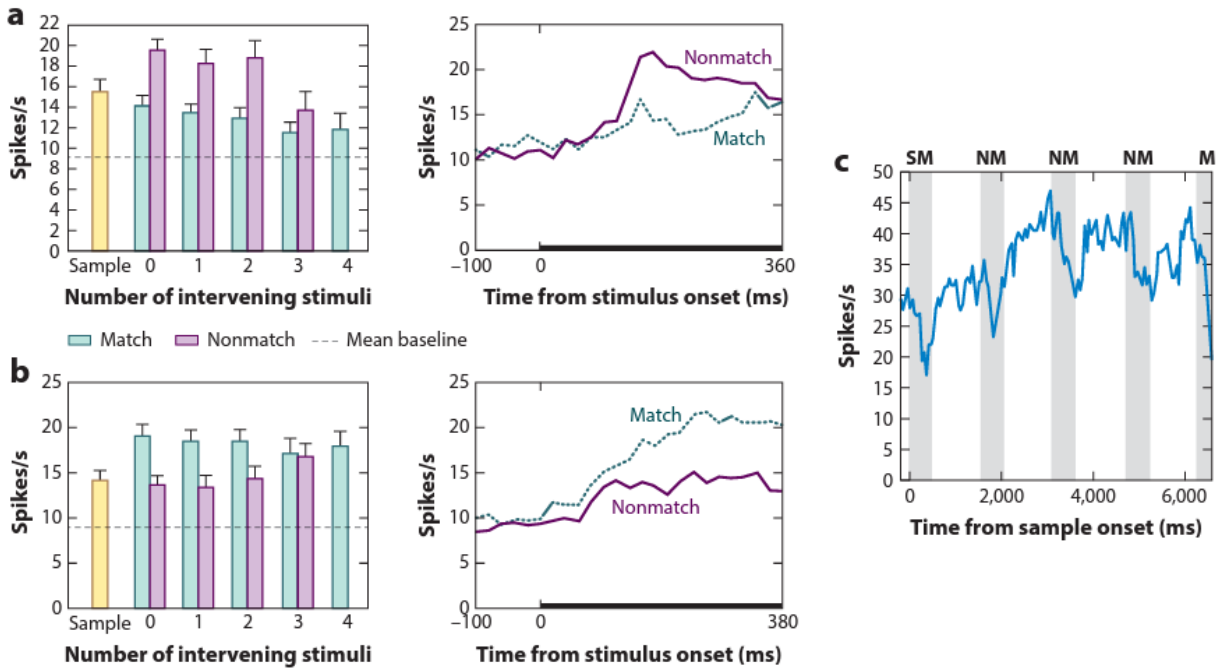 a
Spikes/s
22
20
18
16
14
12
10
8
6
4
2
0
Sample 0 1 2 3 4
Number of intervening stimuli
Spikes/s
25
20
15
10
5
0
Nonmatch
Match
–100 0 360
Time from stimulus onset (ms)
Match Nonmatch Mean baseline
b
Spikes/s
25
20
15
10
5
0
Sample 0 1 2 3 4
Number of intervening stimuli
Spikes/s
25
20
15
10
5
0
Match
Nonmatch
–100 0 380
Time from stimulus onset (ms)
c
SM NM NM NM M
Spikes/s
50
45
40
35
30
25
20
15
10
5
0
0 2,000 4,000 6,000
Time from sample onset (ms)